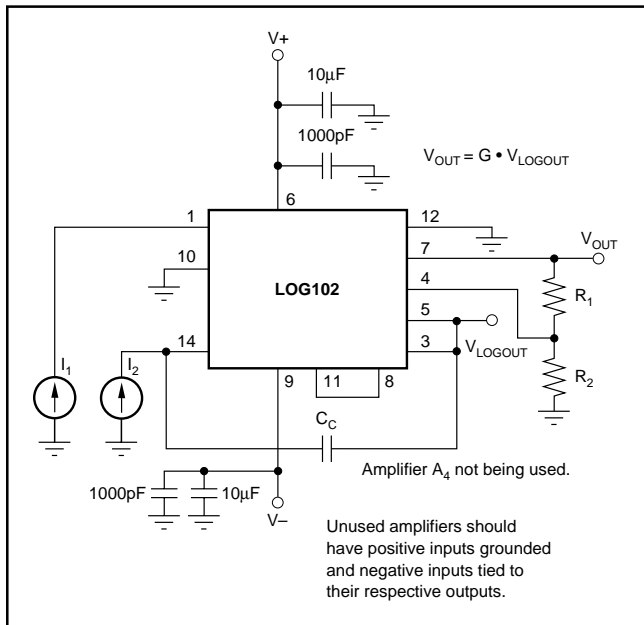 V+
10μF
1000pF
V_OUT = G • V_LOGOUT
6
1
12
7
V_OUT
10
4
LOG102
R_1
5
14
3
V_LOGOUT
I_1
I_2
R_2
9
11
8
C_C
Amplifier A_4 not being used.
1000pF
10μF
V–
Unused amplifiers should
have positive inputs grounded
and negative inputs tied to
their respective outputs.